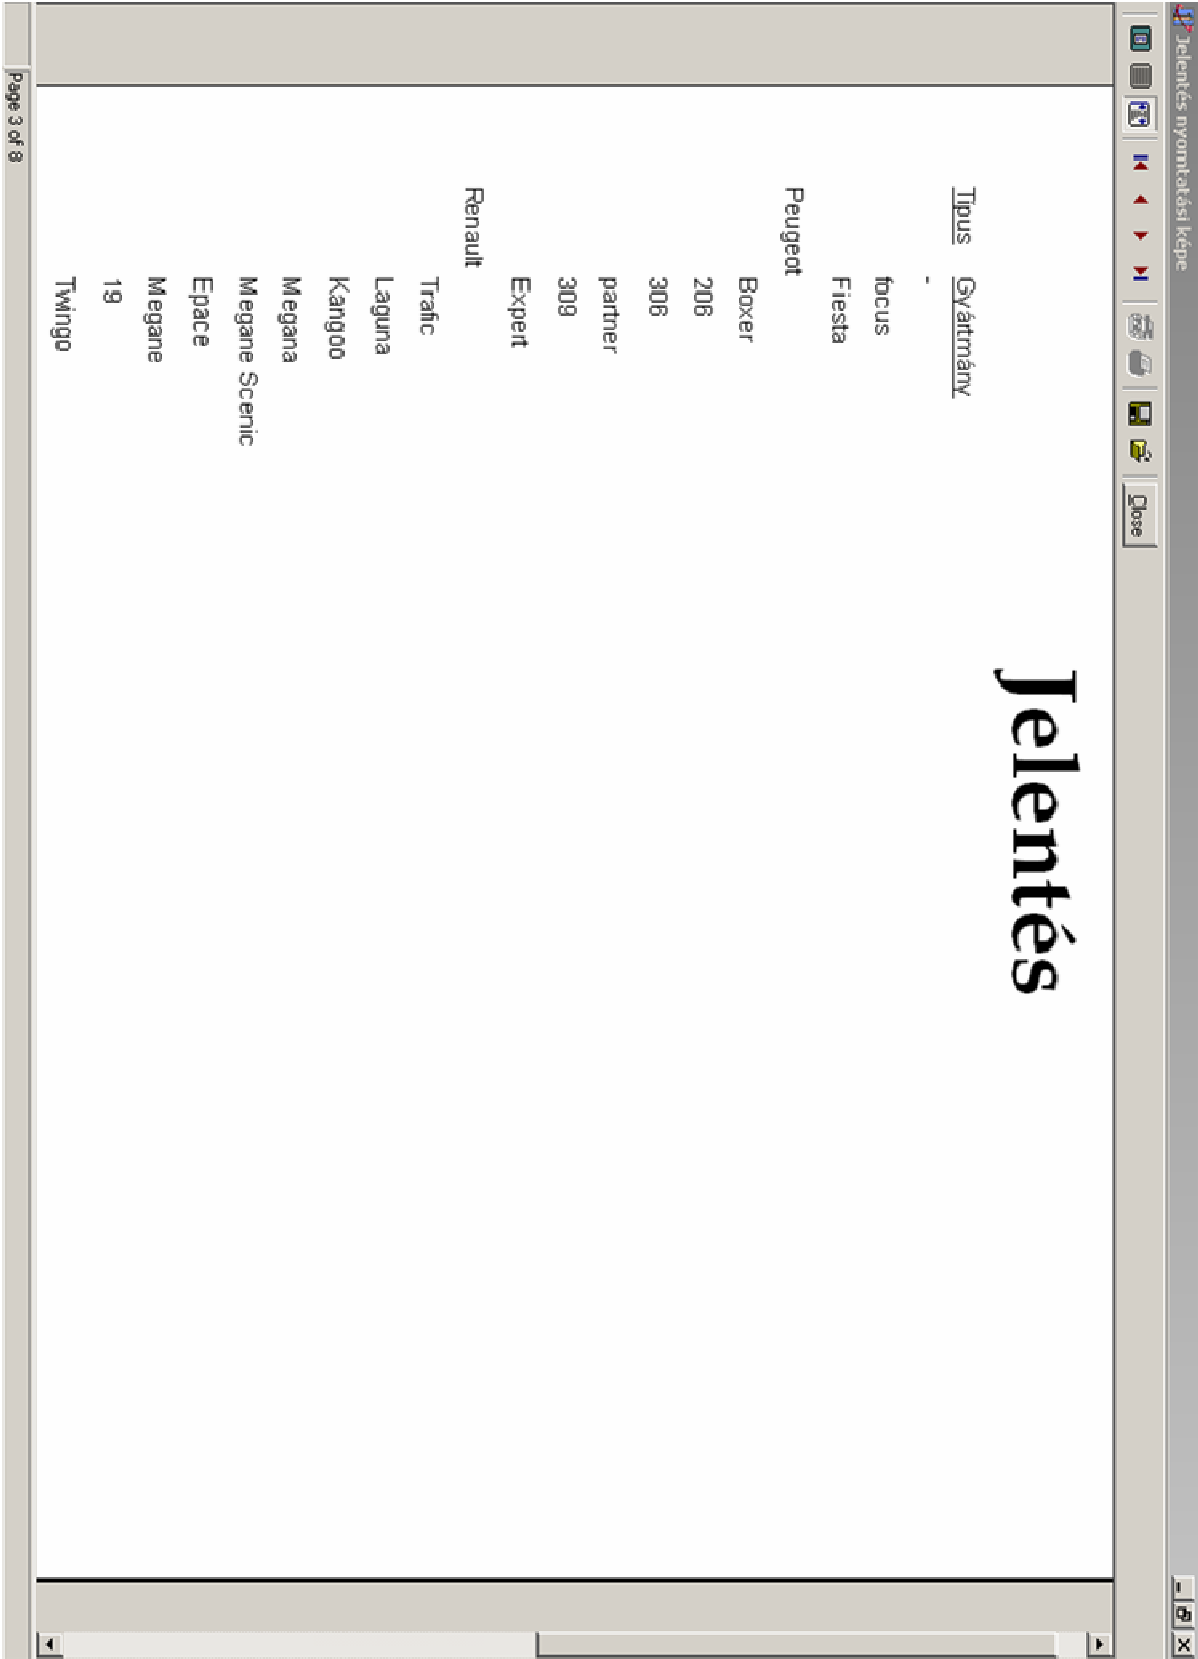 Jelentés nyomtatási képe
Close
Jelentés
Tipus Gyártmány
-
focus
Fiesta
Peugeot
Boxer
206
306
partner
309
Expert
Renault
Trafic
Laguna
Kangoo
Megana
Megane Scenic
Epace
Megane
19
Twingo
Page 3 of 8